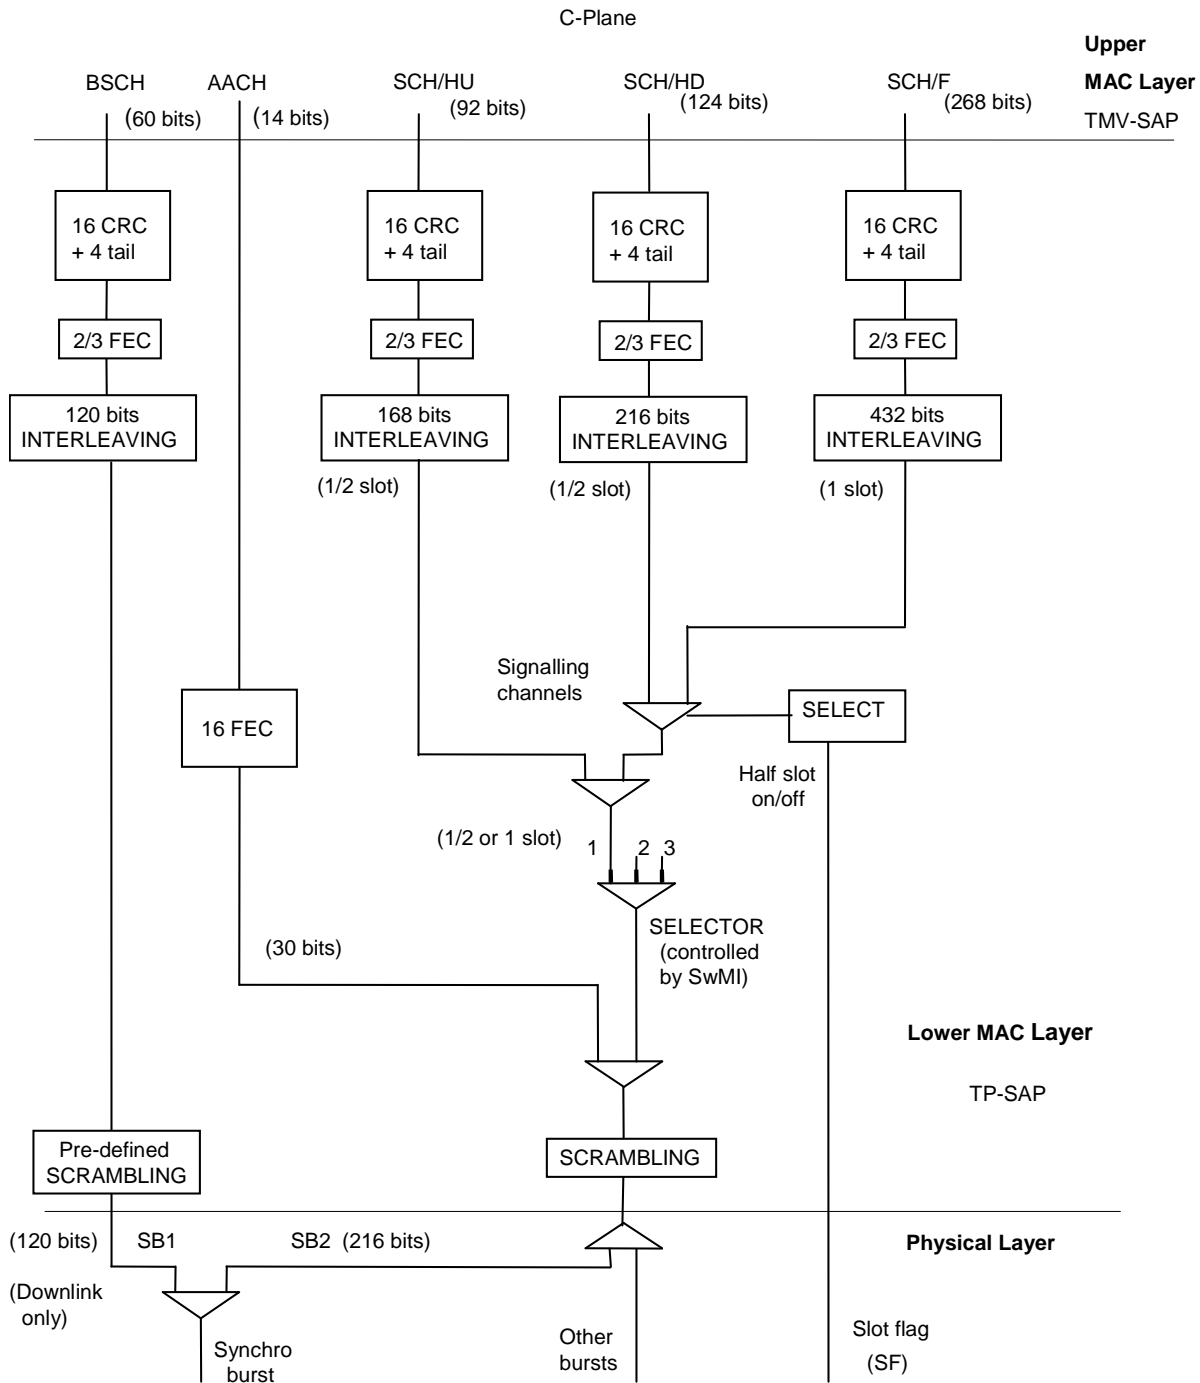 C-Plane
Upper
MAC Layer
TMV-SAP
BSCH
(60 bits)
AACH
(14 bits)
SCH/HU
(92 bits)
SCH/HD
(124 bits)
SCH/F
(268 bits)
16 CRC
+ 4 tail
16 CRC
+ 4 tail
16 CRC
+ 4 tail
16 CRC
+ 4 tail
2/3 FEC
2/3 FEC
2/3 FEC
2/3 FEC
120 bits
INTERLEAVING
168 bits
INTERLEAVING
216 bits
INTERLEAVING
432 bits
INTERLEAVING
(1/2 slot)
(1/2 slot)
(1 slot)
Signalling
channels
16 FEC
SELECT
Half slot
on/off
(1/2 or 1 slot)
1
2
3
SELECTOR
(controlled
by SwMI)
(30 bits)
Lower MAC Layer
TP-SAP
Pre-defined
SCRAMBLING
SCRAMBLING
(120 bits)
SB1
SB2 (216 bits)
Physical Layer
(Downlink
only)
Synchro
burst
Other
bursts
Slot flag
(SF)